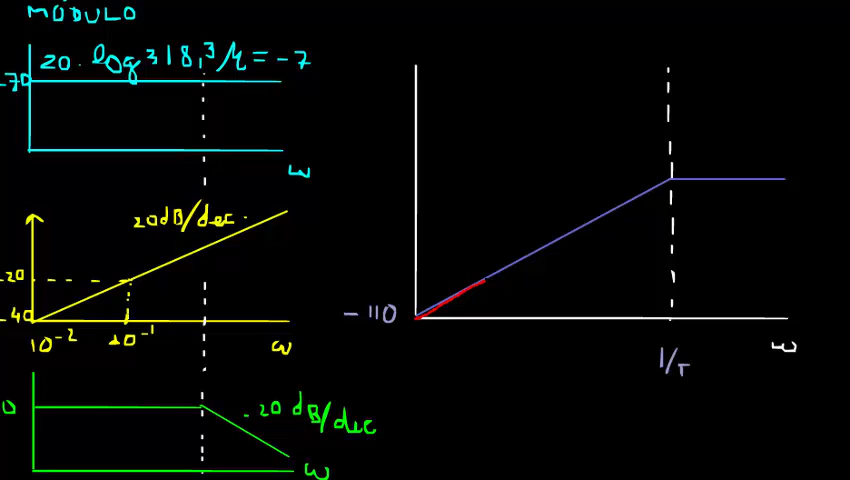 MÓDULO
20. log 318,3 μ = -7
-70
ω
20dB/dec.
-20
-40
10^-2
10^-1
ω
0
-20 dB/dec
ω
-110
1/T
ω